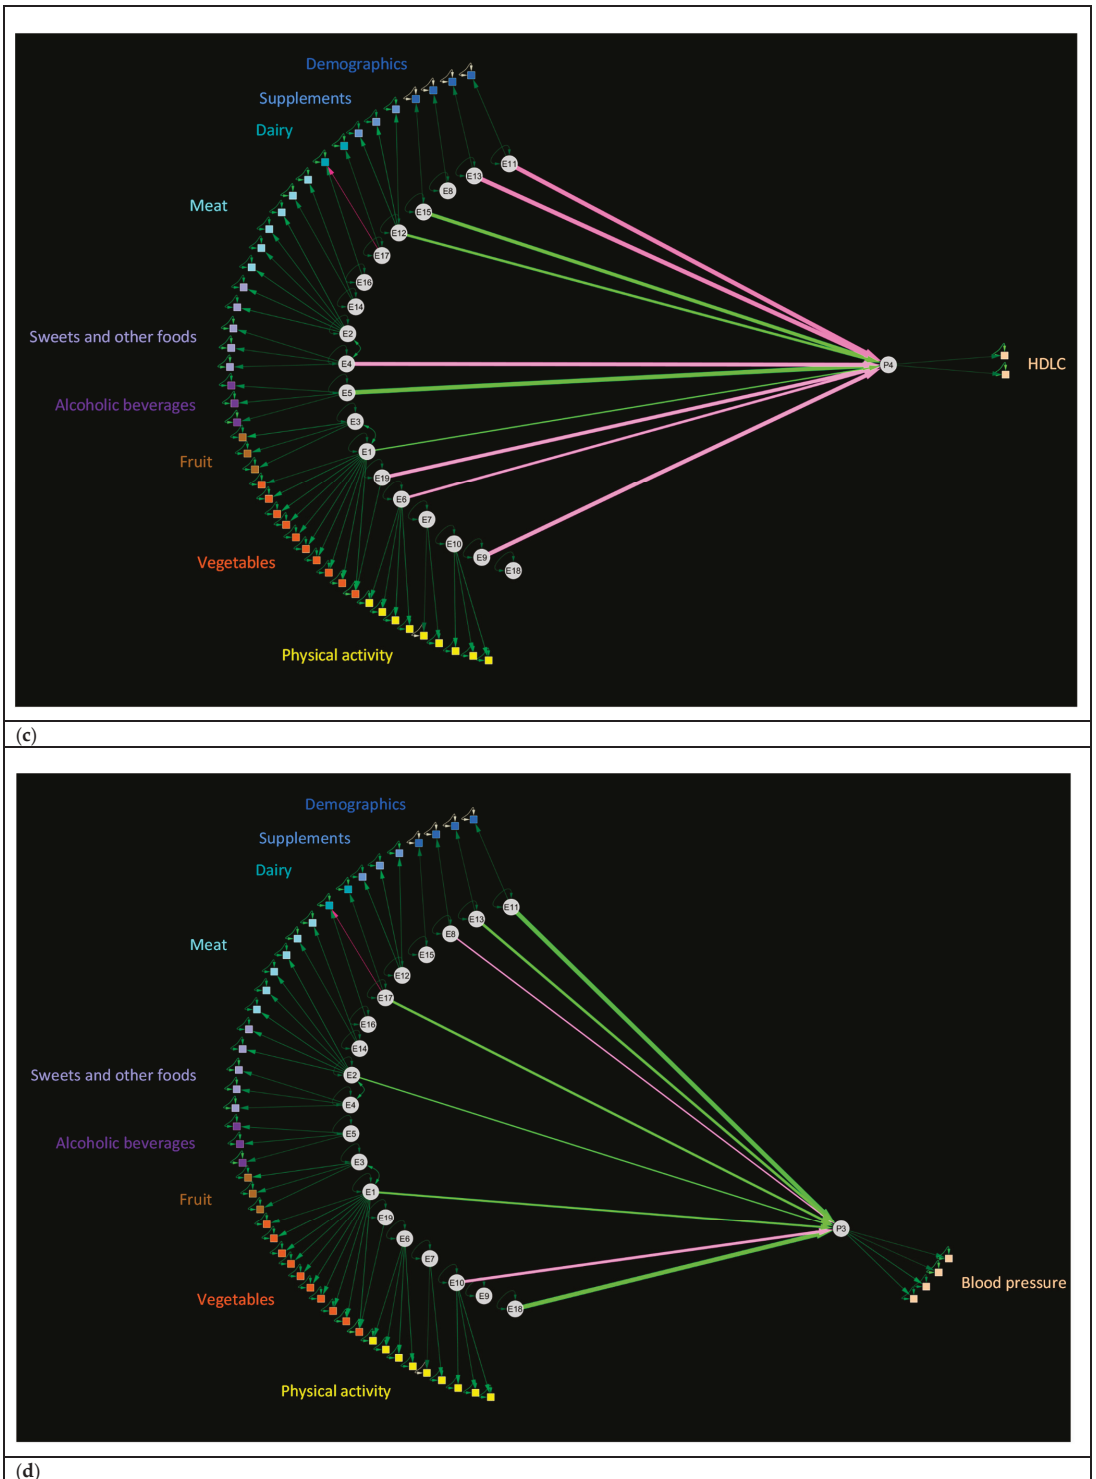 Demographics
Supplements
Dairy
Meat
Sweets and other foods
Alcoholic beverages
Fruit
Vegetables
Physical activity
E11
E13
E8
E15
E12
E17
E16
E14
E2
E4
E5
E3
E1
E19
E6
E7
E10
E9
E18
P4
HDLC
(c)
Demographics
Supplements
Dairy
Meat
Sweets and other foods
Alcoholic beverages
Fruit
Vegetables
Physical activity
E11
E13
E8
E15
E12
E17
E16
E14
E2
E4
E5
E3
E1
E19
E6
E7
E10
E9
E18
P3
Blood pressure
(d)